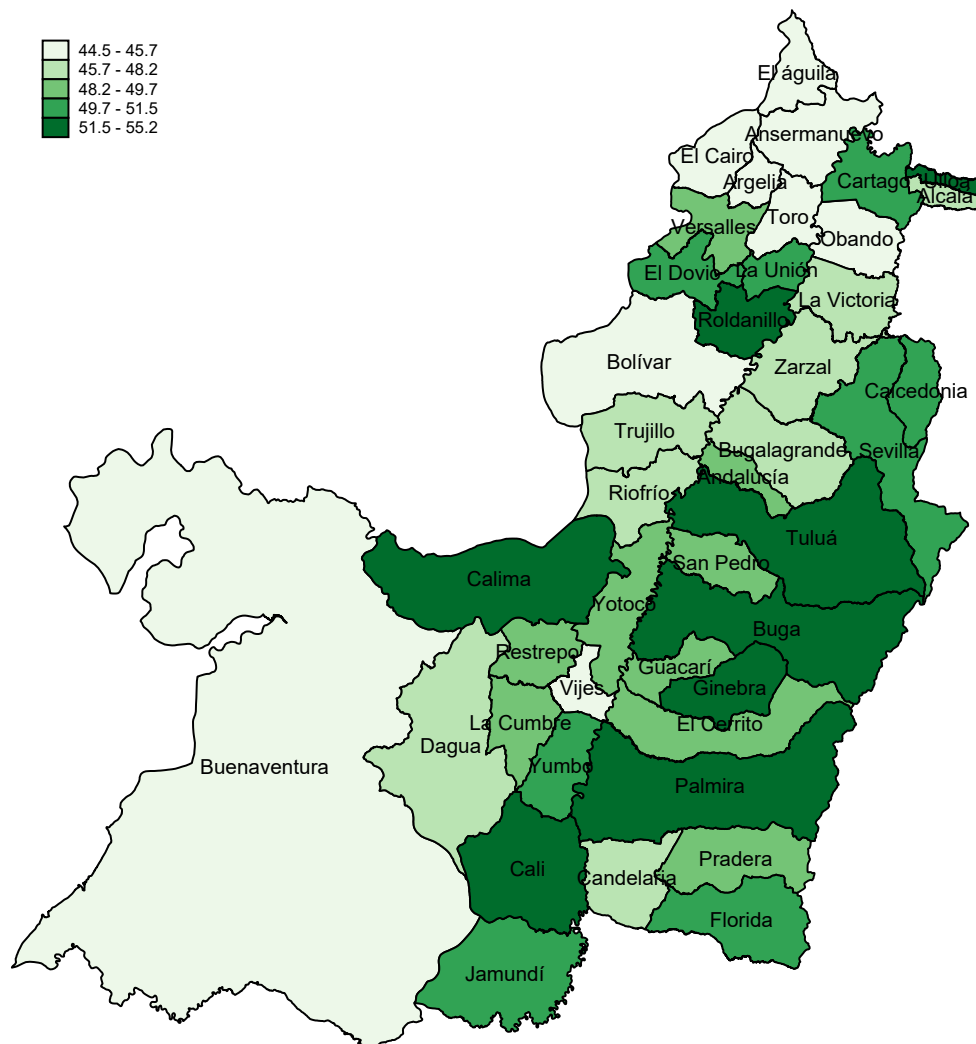 44.5 - 45.7
45.7 - 48.2
48.2 - 49.7
49.7 - 51.5
51.5 - 55.2
El águila
Ansermanuevo
El Cairo
Argelia
Cartago
Ulloa
Alcala
Toro
Versalles
Obando
El Dovio
La Unión
La Victoria
Roldanillo
Bolívar
Zarzal
Calcedonia
Trujillo
Bugalagrande
Sevilla
Andalucía
Riofrío
Tuluá
San Pedro
Calima
Yotoco
Buga
Restrepo
Guacarí
Vijes
Ginebra
La Cumbre
El Cerrito
Dagua
Buenaventura
Yumbo
Palmira
Pradera
Cali
Candelaria
Florida
Jamundí